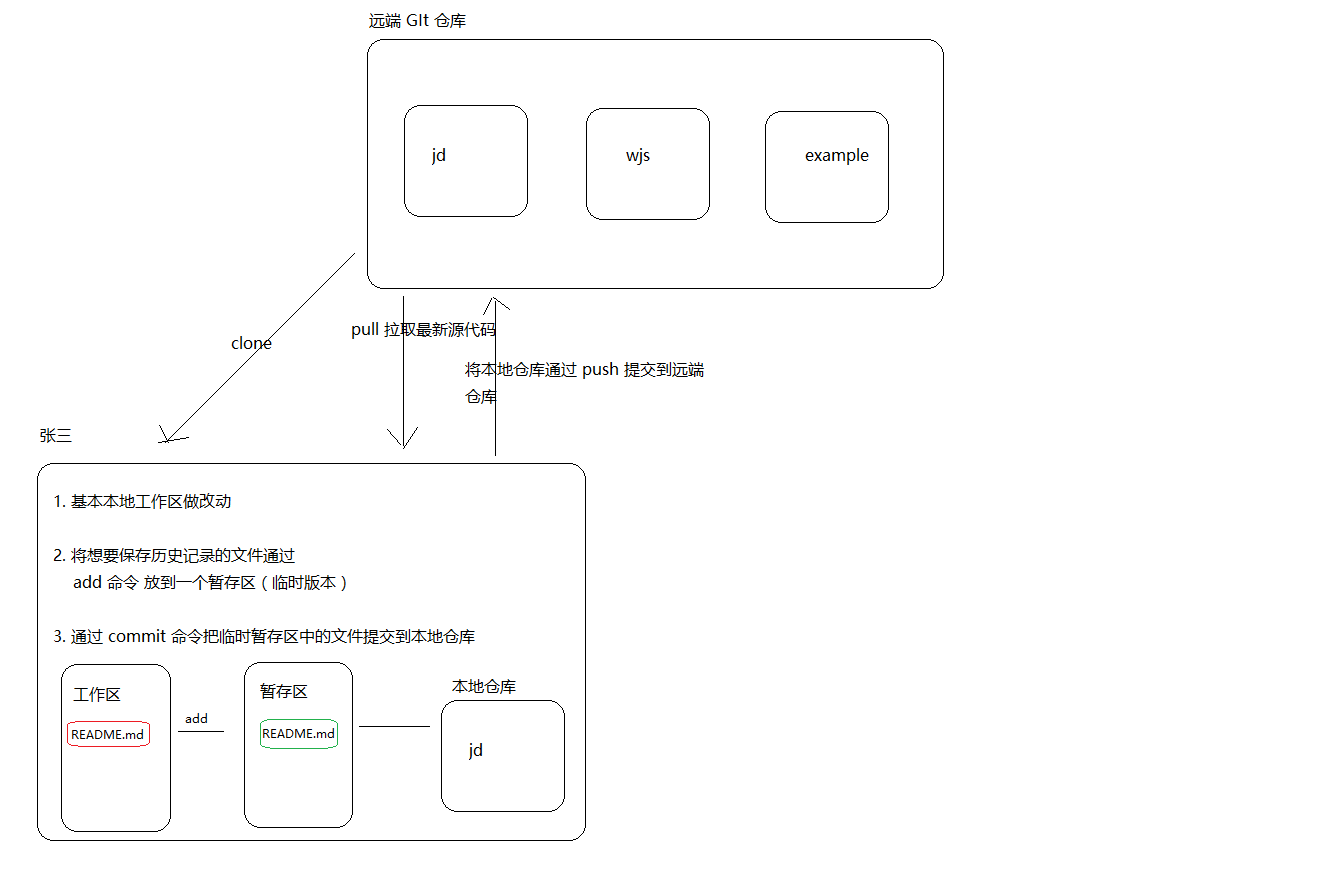 远端 GIt 仓库
jd
wjs
example
clone
pull 拉取最新源代码
将本地仓库通过 push 提交到远端
仓库
张三
1. 基本本地工作区做改动
2. 将想要保存历史记录的文件通过
add 命令 放到一个暂存区（临时版本）
3. 通过 commit 命令把临时暂存区中的文件提交到本地仓库
工作区
README.md
add
暂存区
README.md
本地仓库
jd